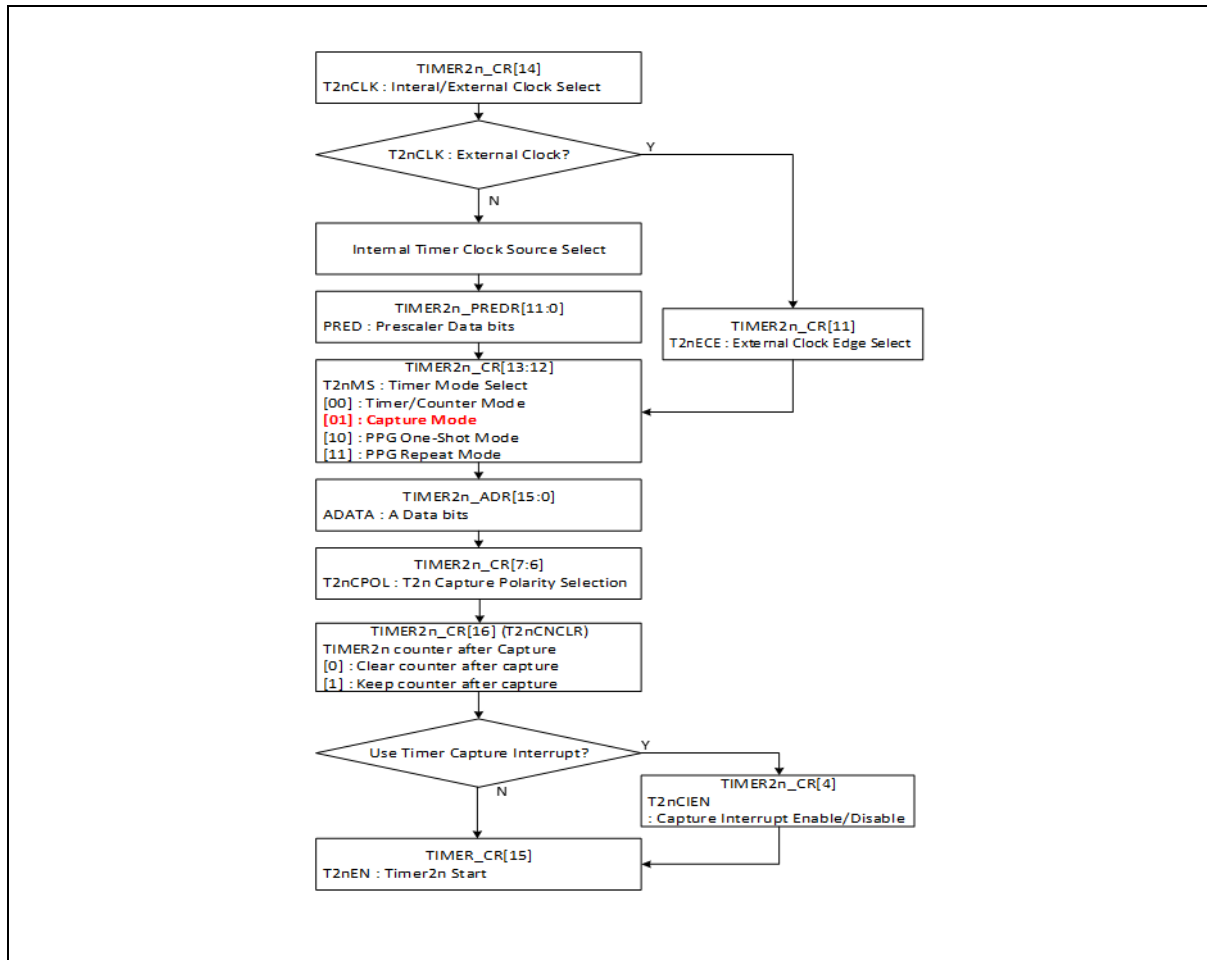 TIMER2n_CR[14]
T2nCLK : Interal/External Clock Select
T2nCLK : External Clock?
Y
N
Internal Timer Clock Source Select
TIMER2n_PREDR[11:0]
PRED : Prescaler Data bits
TIMER2n_CR[11]
T2nECE : External Clock Edge Select
TIMER2n_CR[13:12]
T2nMS : Timer Mode Select
[00] : Timer/Counter Mode
[01] : Capture Mode
[10] : PPG One-Shot Mode
[11] : PPG Repeat Mode
TIMER2n_ADR[15:0]
ADATA : A Data bits
TIMER2n_CR[7:6]
T2nCPOL : T2n Capture Polarity Selection
TIMER2n_CR[16] (T2nCNCLR)
TIMER2n counter after Capture
[0] : Clear counter after capture
[1] : Keep counter after capture
Use Timer Capture Interrupt?
Y
N
TIMER2n_CR[4]
T2nCIEN
: Capture Interrupt Enable/Disable
TIMER_CR[15]
T2nEN : Timer2n Start